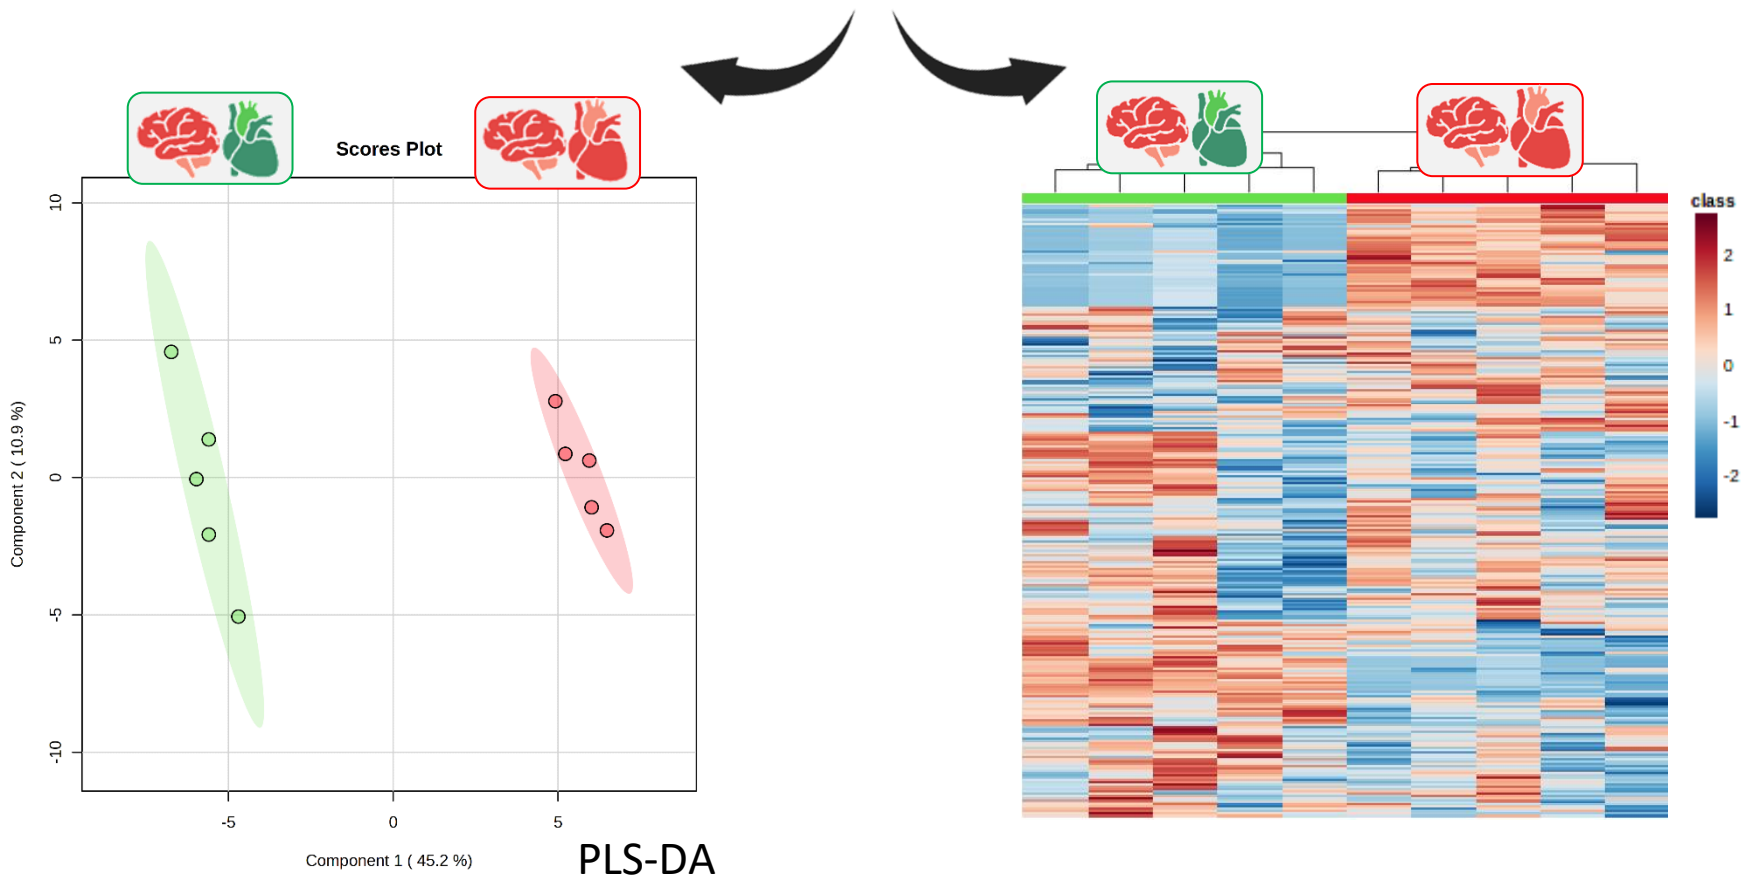 Scores Plot
10
5
0
-5
-10
Component 2 ( 10.9 %)
-5
0
5
Component 1 ( 45.2 %)
PLS-DA
class
2
1
0
-1
-2